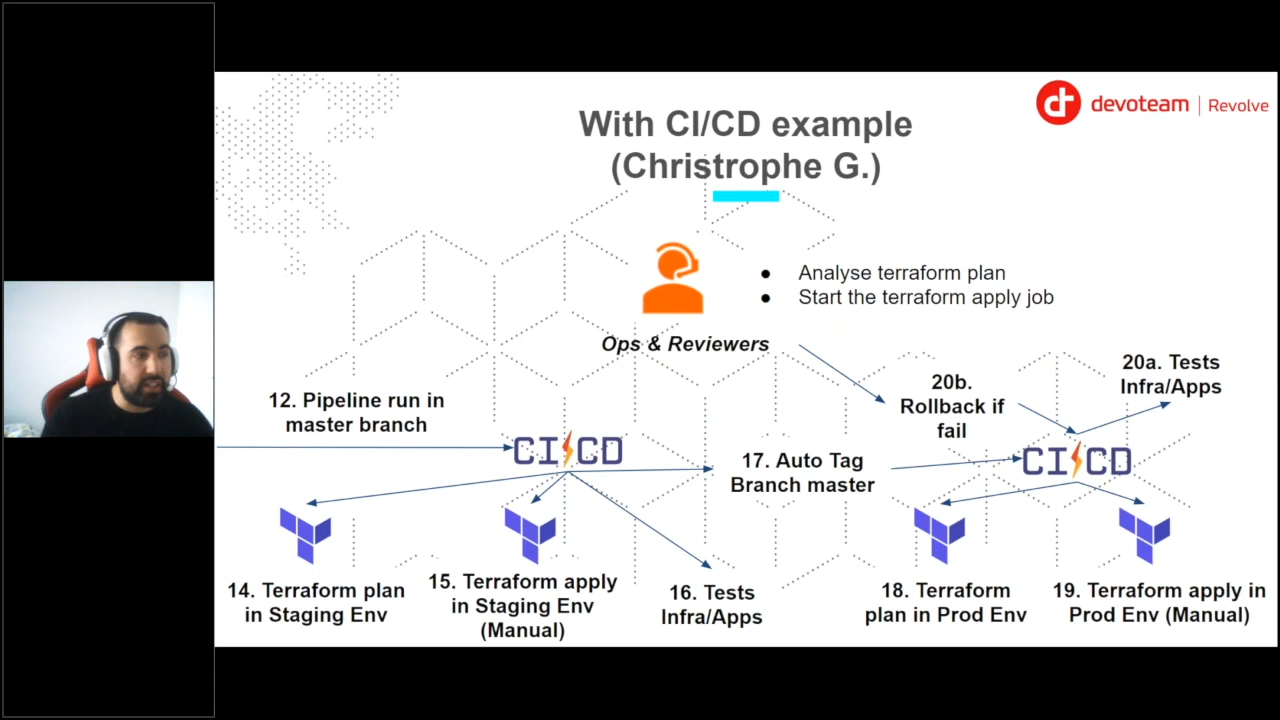 devoteam | Revolve
With CI/CD example
(Christrophe G.)
● Analyse terraform plan
● Start the terraform apply job
Ops & Reviewers
12. Pipeline run in
master branch
CI CD
17. Auto Tag
Branch master
20b.
Rollback if
fail
20a. Tests
Infra/Apps
CI CD
14. Terraform plan
in Staging Env
15. Terraform apply
in Staging Env
(Manual)
16. Tests
Infra/Apps
18. Terraform
plan in Prod Env
19. Terraform apply in
Prod Env (Manual)